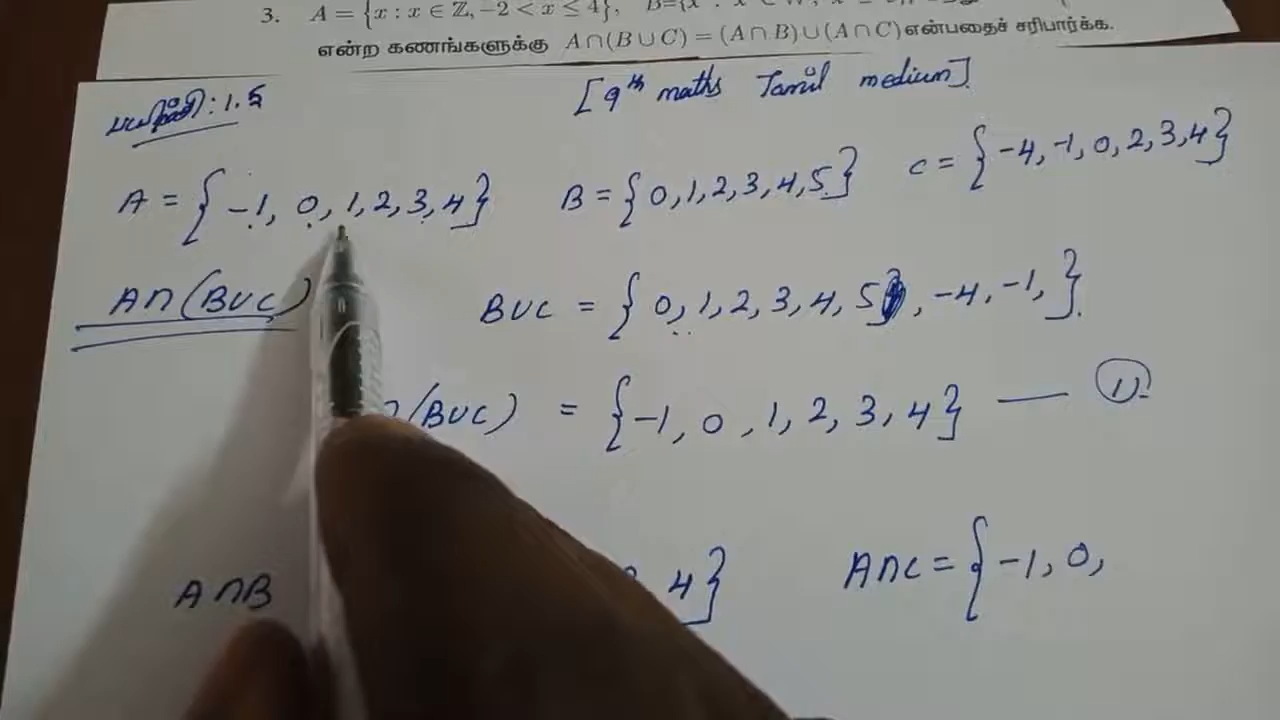 3. A = {x : x ∈ ℤ, −2 < x ≤ 4},
என்ற கணங்களுக்கு A∩(B∪C) = (A∩B)∪(A∩C) என்பதைச் சரிபார்க்க.
பயிற்சி : 1.5
[9th maths Tamil medium]
A = {-1, 0, 1, 2, 3, 4} B = {0, 1, 2, 3, 4, 5} C = {-4, -1, 0, 2, 3, 4}
A∩(B∪C) B∪C = {0, 1, 2, 3, 4, 5, -4, -1, }
∩(B∪C) = {-1, 0, 1, 2, 3, 4} — (1)
A∩B 4} A∩C = {-1, 0,